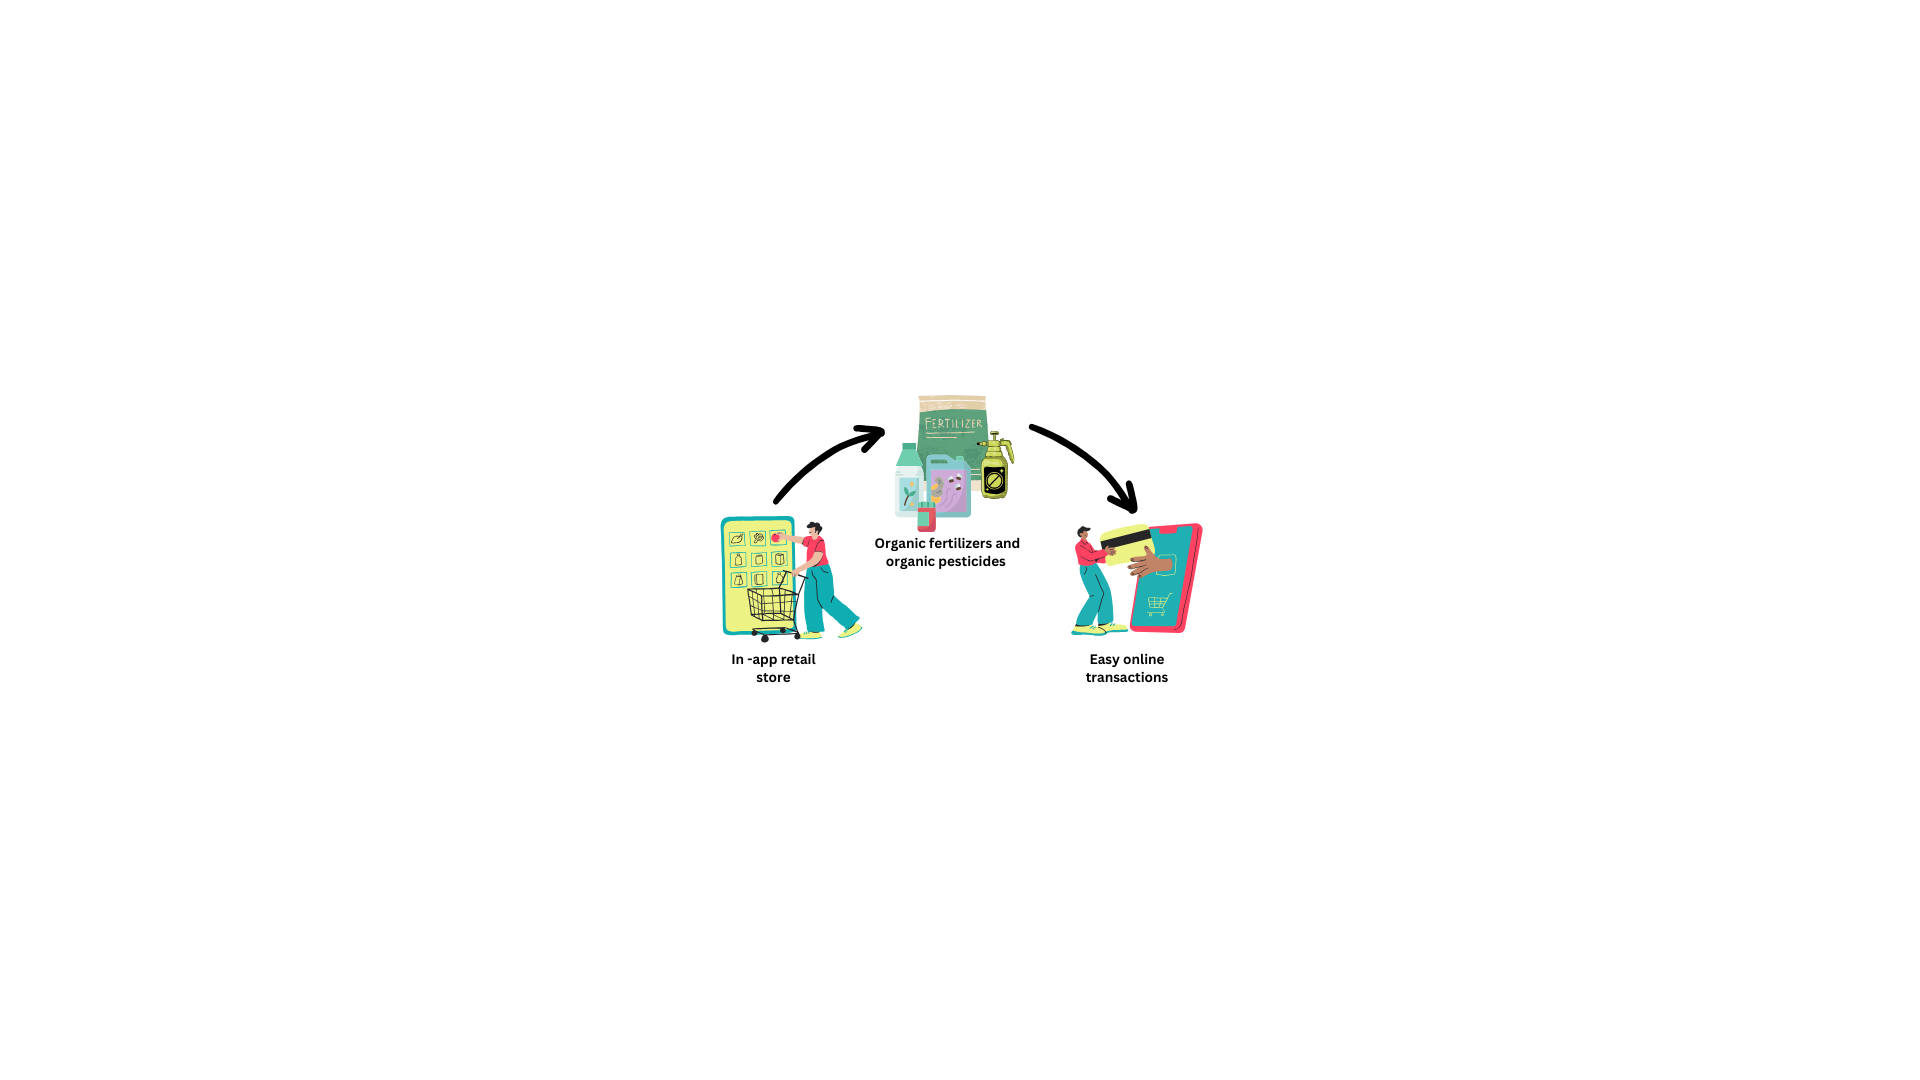 FERTILIZER
Organic fertilizers and
organic pesticides
In -app retail
store
Easy online
transactions